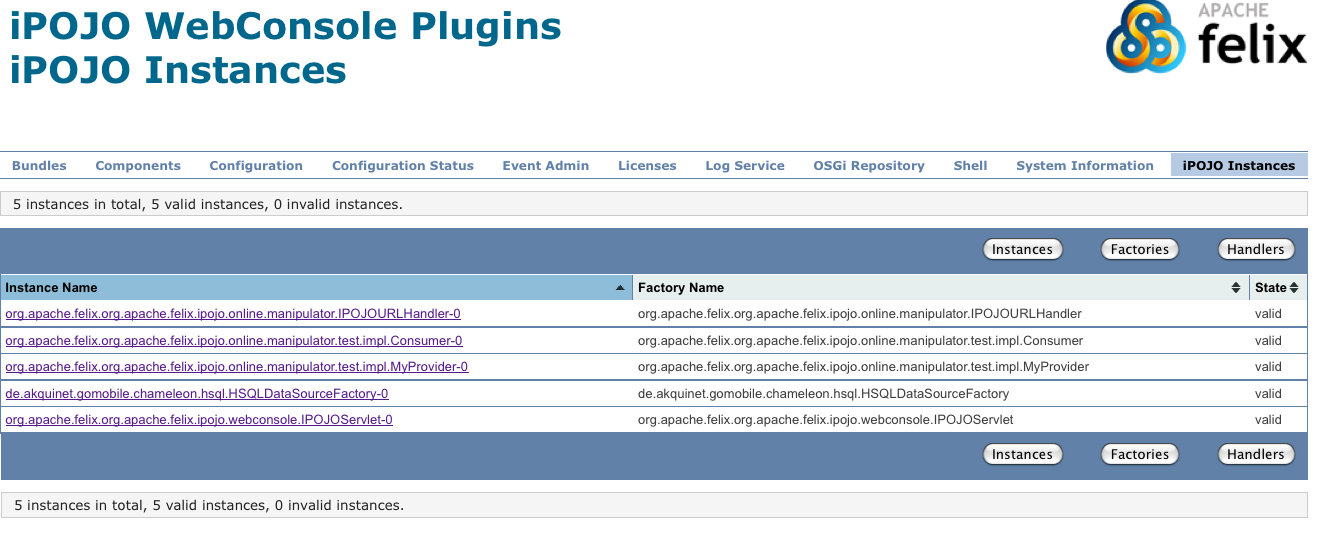 iPOJO WebConsole Plugins
iPOJO Instances
APACHE
felix
Bundles Components Configuration Configuration Status Event Admin Licenses Log Service OSGi Repository Shell System Information iPOJO Instances
5 instances in total, 5 valid instances, 0 invalid instances.
Instances Factories Handlers
Instance Name Factory Name State
org.apache.felix.org.apache.felix.ipojo.online.manipulator.IPOJOURLHandler-0 org.apache.felix.org.apache.felix.ipojo.online.manipulator.IPOJOURLHandler valid
org.apache.felix.org.apache.felix.ipojo.online.manipulator.test.impl.Consumer-0 org.apache.felix.org.apache.felix.ipojo.online.manipulator.test.impl.Consumer valid
org.apache.felix.org.apache.felix.ipojo.online.manipulator.test.impl.MyProvider-0 org.apache.felix.org.apache.felix.ipojo.online.manipulator.test.impl.MyProvider valid
de.akquinet.gomobile.chameleon.hsql.HSQLDataSourceFactory-0 de.akquinet.gomobile.chameleon.hsql.HSQLDataSourceFactory valid
org.apache.felix.org.apache.felix.ipojo.webconsole.IPOJOServlet-0 org.apache.felix.org.apache.felix.ipojo.webconsole.IPOJOServlet valid
Instances Factories Handlers
5 instances in total, 5 valid instances, 0 invalid instances.